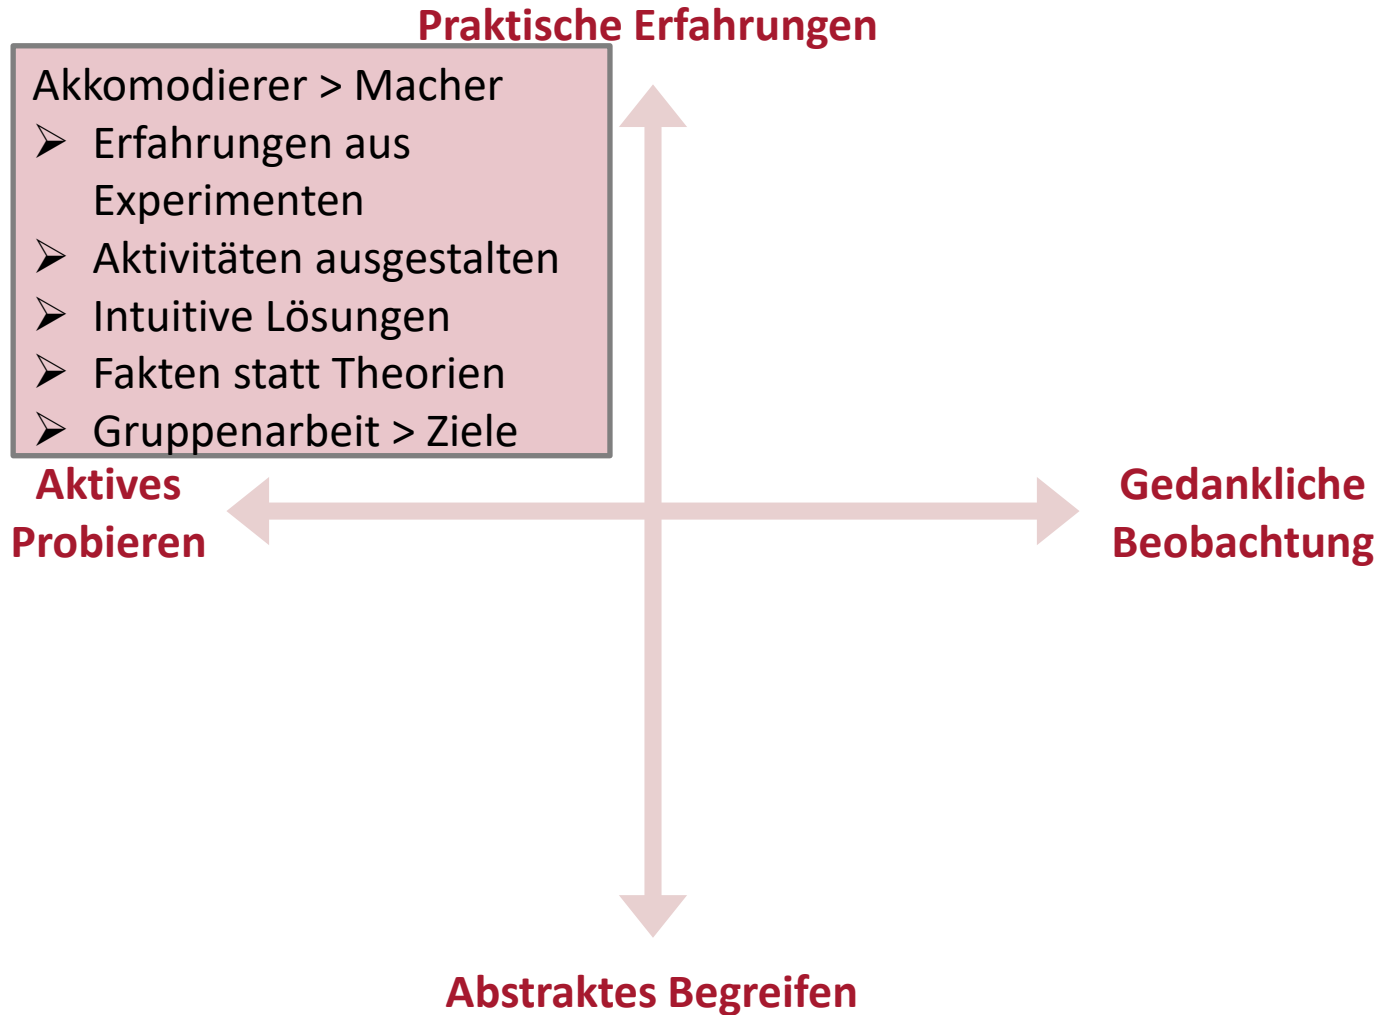 Praktische Erfahrungen
Akkomodierer > Macher
➢ Erfahrungen aus
Experimenten
➢ Aktivitäten ausgestalten
➢ Intuitive Lösungen
➢ Fakten statt Theorien
➢ Gruppenarbeit > Ziele
Aktives
Probieren
Gedankliche
Beobachtung
Abstraktes Begreifen